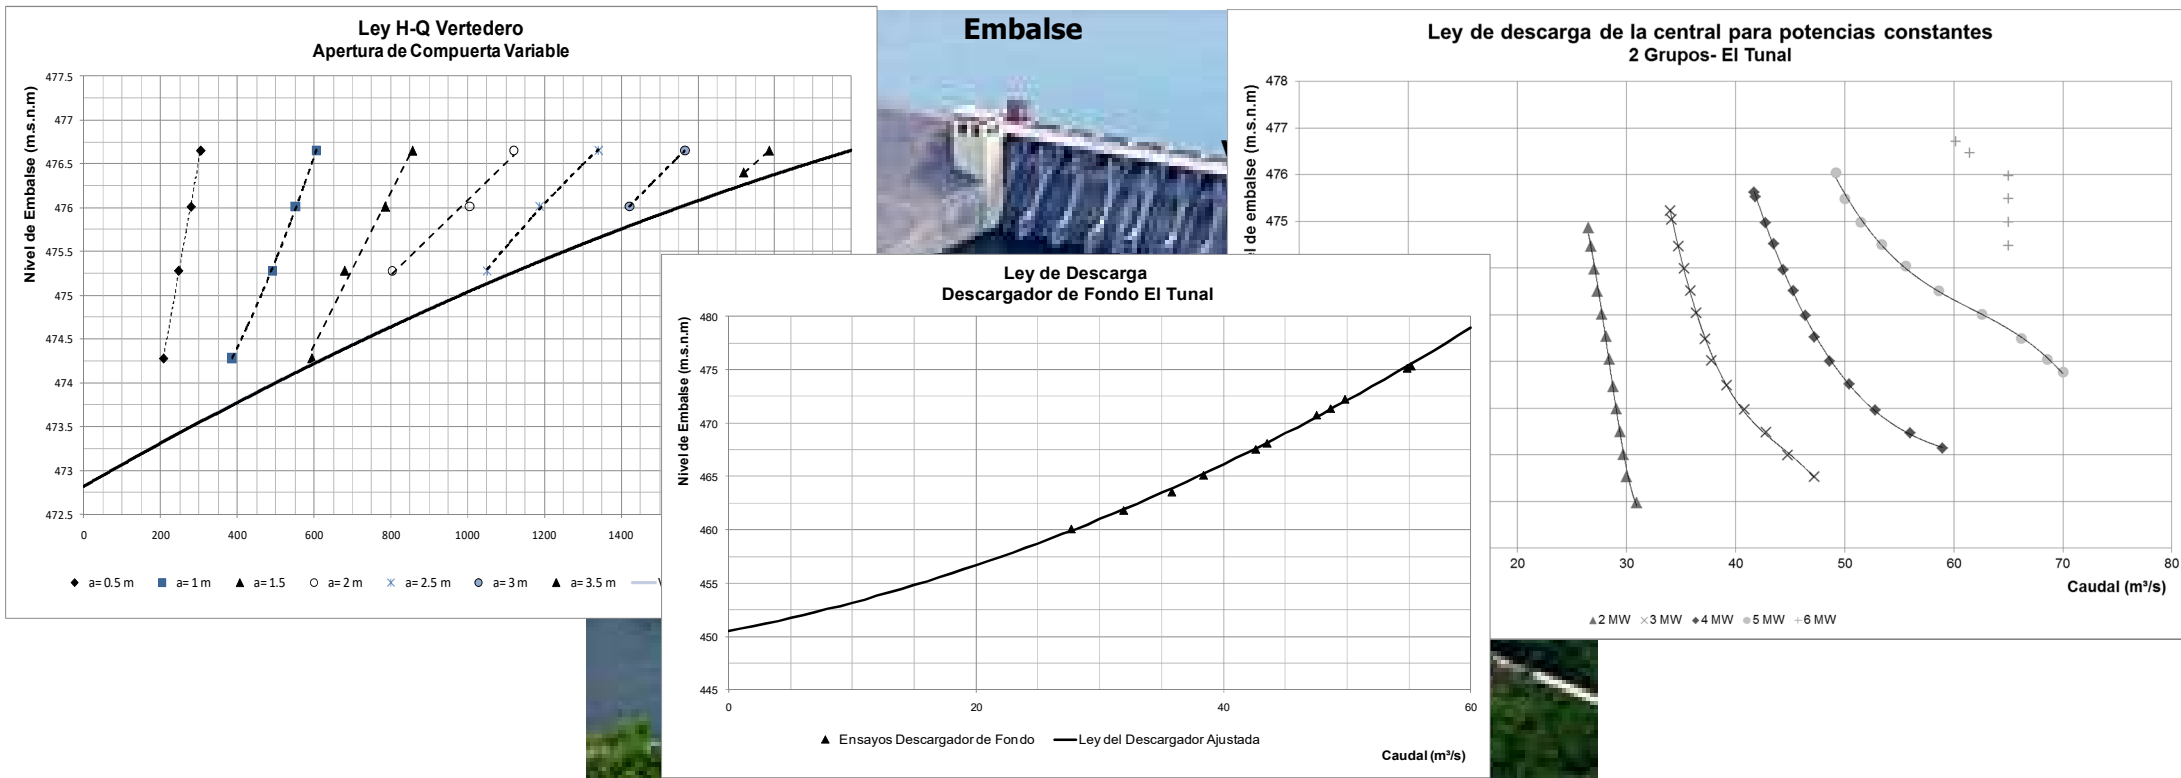 Ley H-Q Vertedero
Apertura de Compuerta Variable
Nivel de Embalse (m.s.n.m)
477.5
477
476.5
476
475.5
475
474.5
474
473.5
473
472.5
0 200 400 600 800 1000 1200 1400
a= 0.5 m a= 1 m a= 1.5 a= 2 m a= 2.5 m a= 3 m a= 3.5 m
Embalse
Ley de descarga de la central para potencias constantes
2 Grupos- El Tunal
de embalse (m.s.n.m)
478
477
476
475
20 30 40 50 60 70 80
Caudal (m³/s)
2 MW 3 MW 4 MW 5 MW 6 MW
Ley de Descarga
Descargador de Fondo El Tunal
Nivel de Embalse (m.s.n.m)
480
475
470
465
460
455
450
445
0 20 40 60
Ensayos Descargador de Fondo Ley del Descargador Ajustada
Caudal (m³/s)